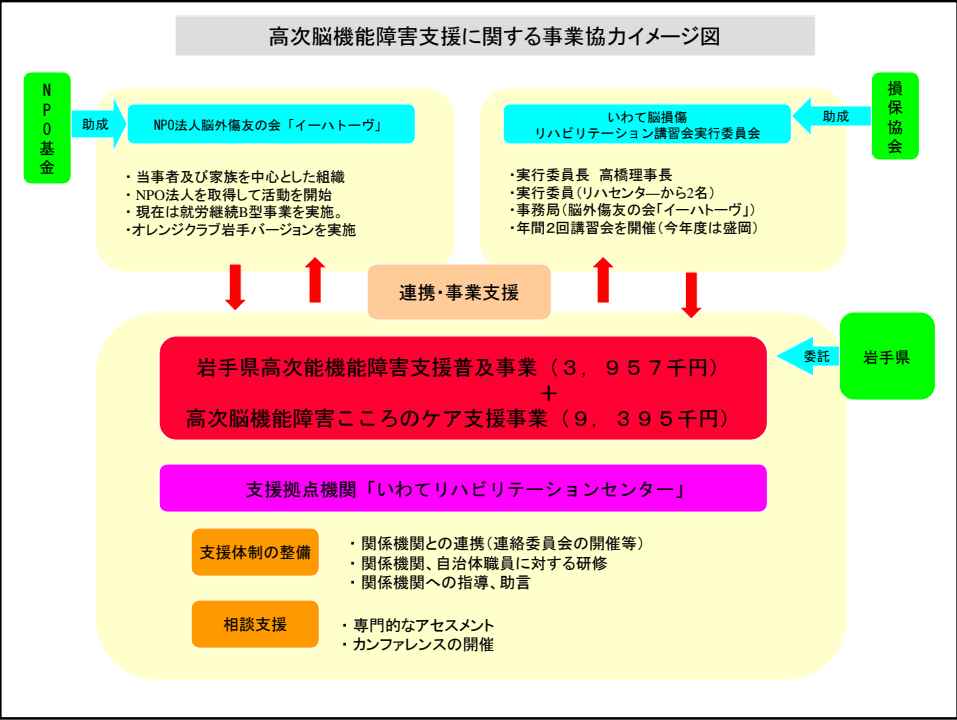 高次脳機能障害支援に関する事業協力イメージ図
NPO基金
助成
NPO法人脳外傷友の会「イーハトーヴ」
・ 当事者及び家族を中心とした組織
・ NPO法人を取得して活動を開始
・ 現在は就労継続B型事業を実施。
・オレンジクラブ岩手バージョンを実施
いわて脳損傷
リハビリテーション講習会実行委員会
助成
損保協会
・実行委員長 高橋理事長
・実行委員(リハセンタ―から2名)
・事務局(脳外傷友の会「イーハトーヴ」)
・年間2回講習会を開催(今年度は盛岡)
連携・事業支援
岩手県高次能機能障害支援普及事業(3,957千円)
+
高次脳機能障害こころのケア支援事業(9,395千円)
委託
岩手県
支援拠点機関「いわてリハビリテーションセンター」
支援体制の整備
・ 関係機関との連携(連絡委員会の開催等)
・ 関係機関、自治体職員に対する研修
・ 関係機関への指導、助言
相談支援
・ 専門的なアセスメント
・ カンファレンスの開催